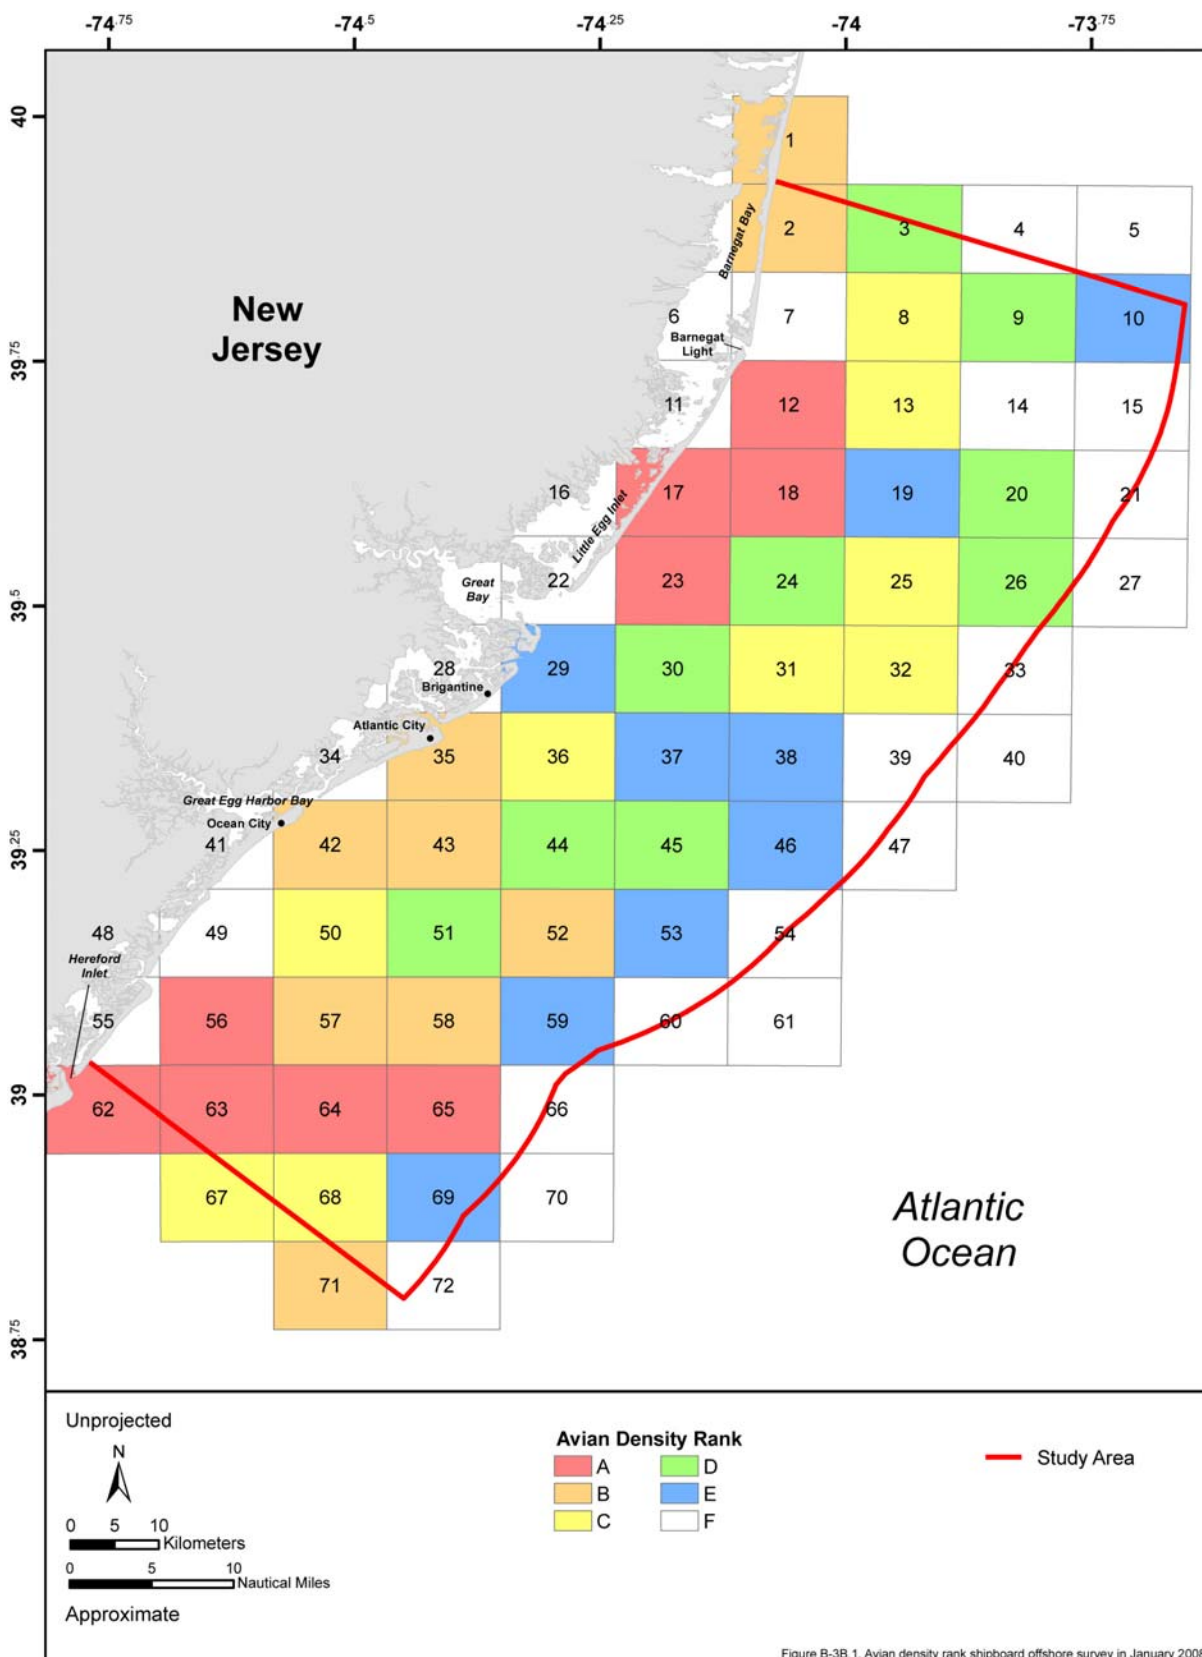 -74.75 -74.5 -74.25 -74 -73.75
40
1
2 3 4 5
Barnegat Bay
New
Jersey
6 7 8 9 10
Barnegat
Light
39.75
11 12 13 14 15
16 17 18 19 20 21
Little Egg Inlet
Great
Bay
22 23 24 25 26 27
39.5
28 29 30 31 32 33
Brigantine
Atlantic City
34 35 36 37 38 39 40
Great Egg Harbor Bay
Ocean City
41 42 43 44 45 46 47
39.25
48 49 50 51 52 53 54
Hereford
Inlet
55 56 57 58 59 60 61
39
62 63 64 65 66
67 68 69 70
Atlantic
Ocean
71 72
38.75
Unprojected
N
0 5 10
Kilometers
0 5 10
Nautical Miles
Approximate
Avian Density Rank
A D
B E
C F
Study Area
Figure B-3B.1. Avian density rank shipboard offshore survey in January 2008